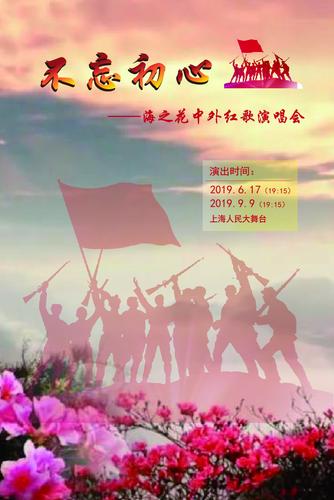 不忘初心
——海之花中外红歌演唱会
演出时间：
2019.6.17(19:15)
2019.9.9(19:15)
上海人民大舞台